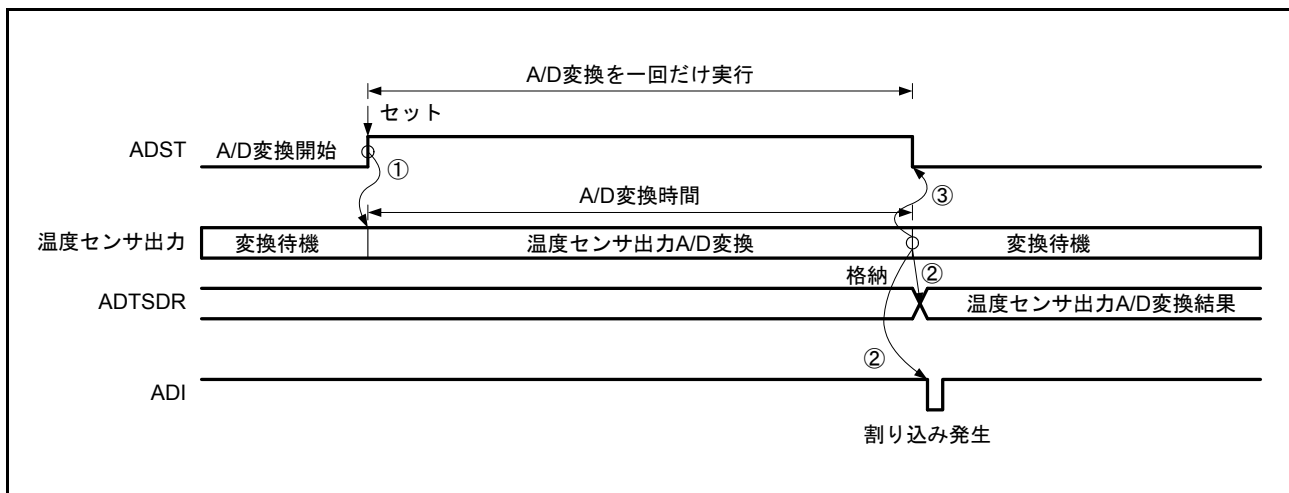 A/D変換を一回だけ実行
セット
ADST
A/D変換開始
①
③
A/D変換時間
温度センサ出力
変換待機
温度センサ出力A/D変換
変換待機
格納
②
ADTSDR
温度センサ出力A/D変換結果
②
ADI
割り込み発生